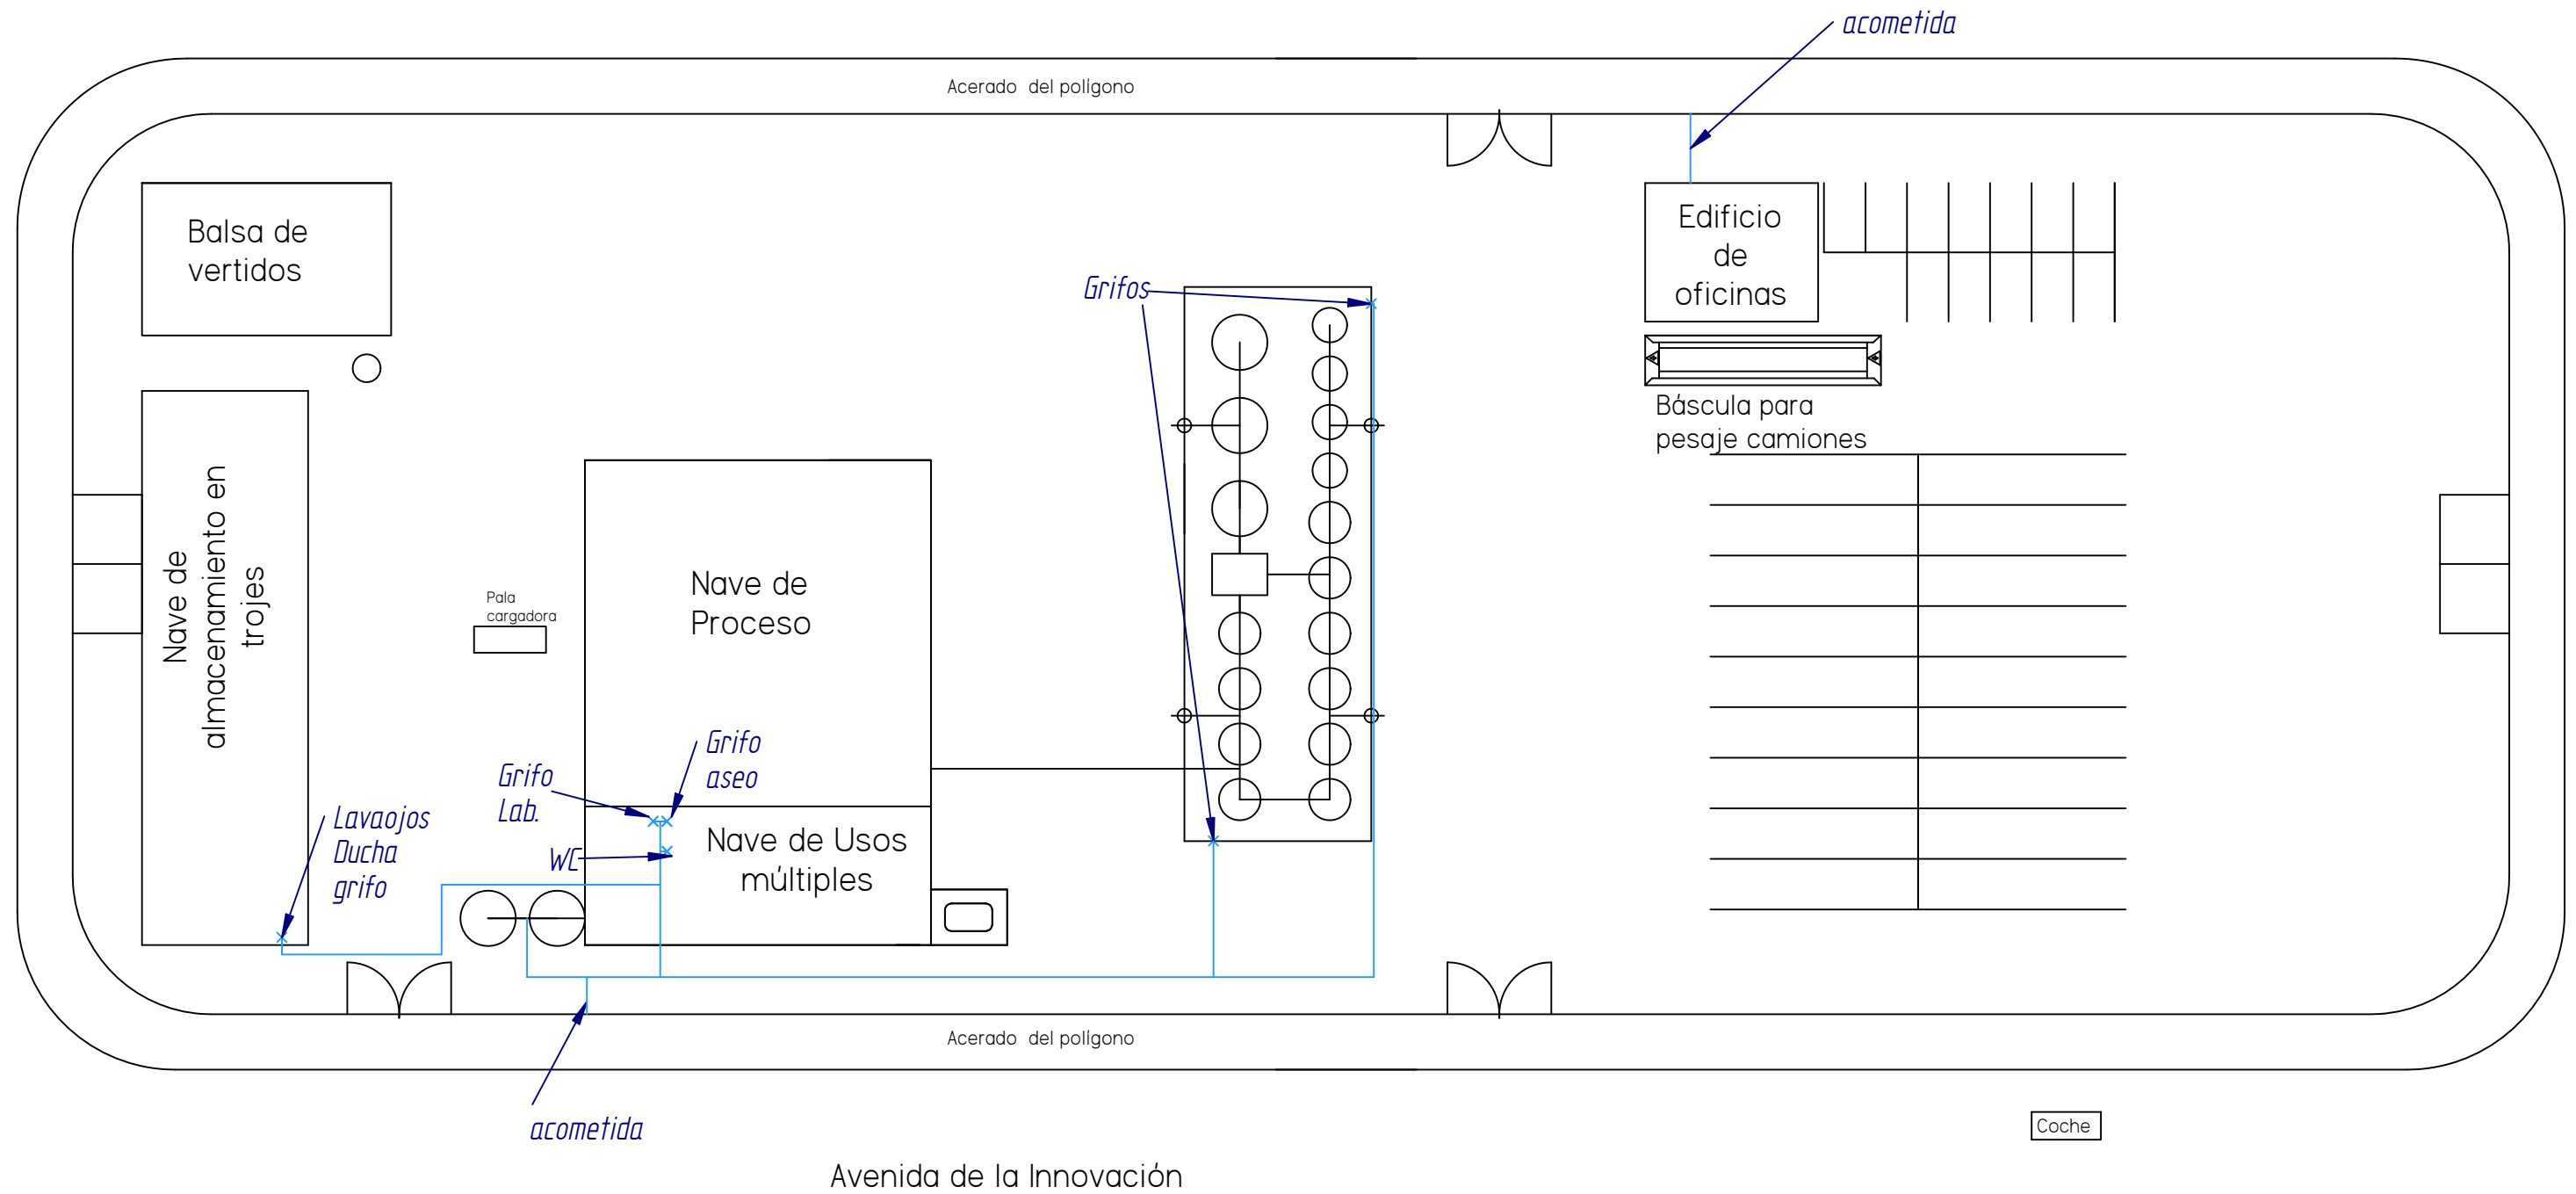 acometida
Acerado del polígono
Balsa de
vertidos
Edificio
de
oficinas
Grifos
Báscula para
pesaje camiones
Nave de
almacenamiento en
trojes
Pala
cargadora
Nave de
Proceso
Grifo
aseo
Grifo
Lab.
Lavaojos
Ducha
grifo
WC
Nave de Usos
múltiples
Acerado del polígono
acometida
Coche
Avenida de la Innovación